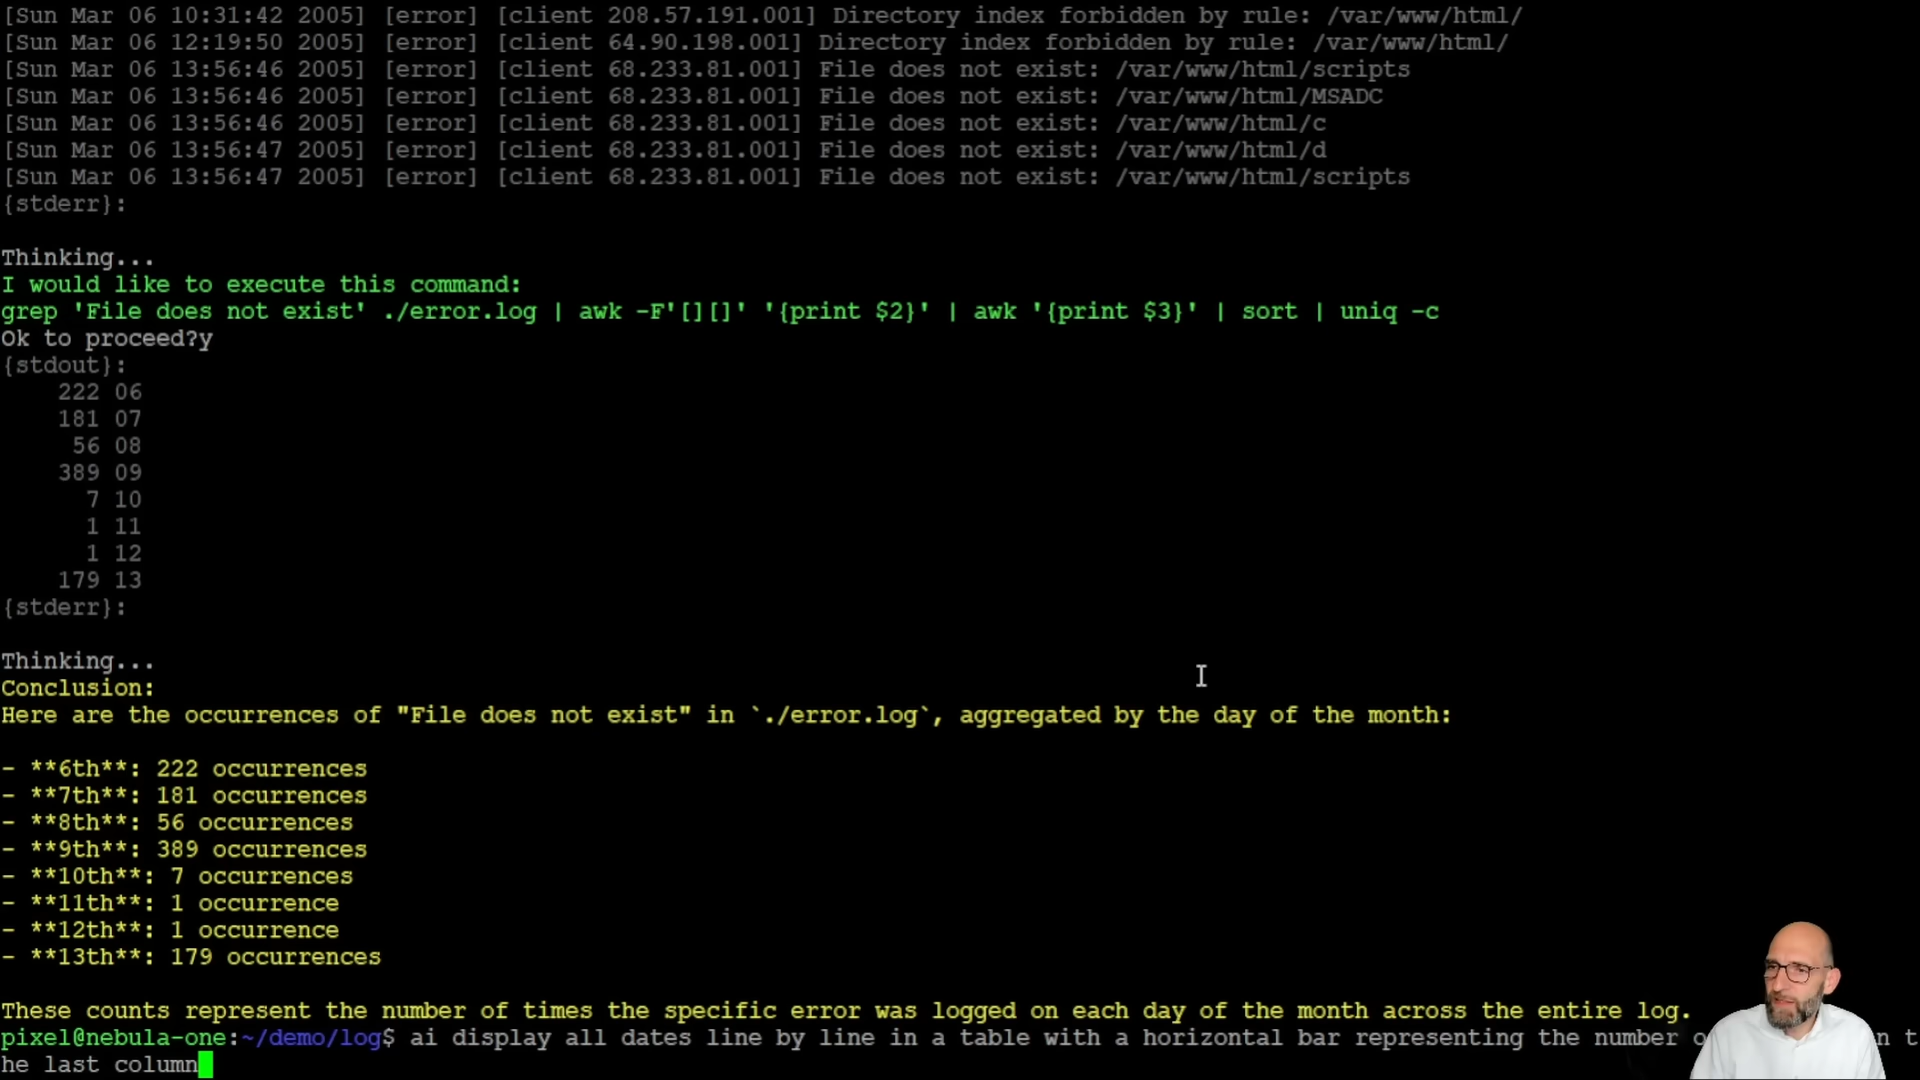 [Sun Mar 06 10:31:42 2005] [error] [client 208.57.191.001] Directory index forbidden by rule: /var/www/html/
[Sun Mar 06 12:19:50 2005] [error] [client 64.90.198.001] Directory index forbidden by rule: /var/www/html/
[Sun Mar 06 13:56:46 2005] [error] [client 68.233.81.001] File does not exist: /var/www/html/scripts
[Sun Mar 06 13:56:46 2005] [error] [client 68.233.81.001] File does not exist: /var/www/html/MSADC
[Sun Mar 06 13:56:46 2005] [error] [client 68.233.81.001] File does not exist: /var/www/html/c
[Sun Mar 06 13:56:47 2005] [error] [client 68.233.81.001] File does not exist: /var/www/html/d
[Sun Mar 06 13:56:47 2005] [error] [client 68.233.81.001] File does not exist: /var/www/html/scripts
{stderr}:
Thinking...
I would like to execute this command:
grep 'File does not exist' ./error.log | awk -F'[][]' '{print $2}' | awk '{print $3}' | sort | uniq -c
Ok to proceed?y
{stdout}:
222 06
181 07
56 08
389 09
7 10
1 11
1 12
179 13
{stderr}:
Thinking...
Conclusion:
Here are the occurrences of "File does not exist" in `./error.log`, aggregated by the day of the month:
- **6th**: 222 occurrences
- **7th**: 181 occurrences
- **8th**: 56 occurrences
- **9th**: 389 occurrences
- **10th**: 7 occurrences
- **11th**: 1 occurrence
- **12th**: 1 occurrence
- **13th**: 179 occurrences
These counts represent the number of times the specific error was logged on each day of the month across the entire log.
pixel@nebula-one:~/demo/log$ ai display all dates line by line in a table with a horizontal bar representing the number n t
he last column